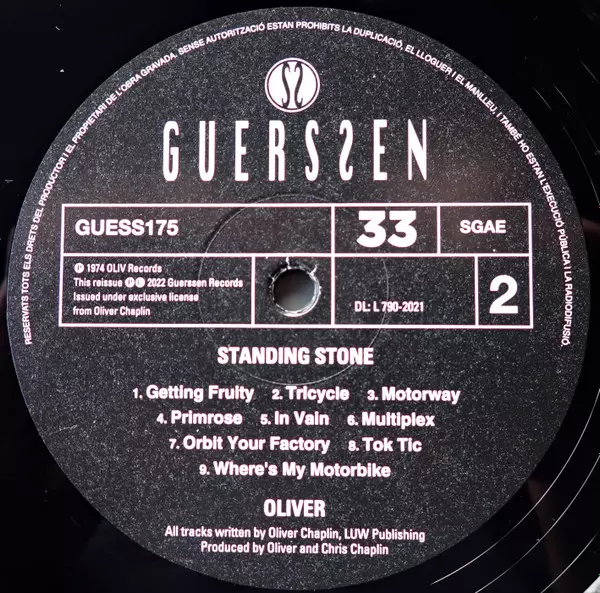 RESERVATS TOTS ELS DRETS DEL PRODUCTOR I EL PROPIETARI DE L'OBRA GRAVADA. SENSE AUTORITZACIÓ ESTAN PROHIBITS LA DUPLICACIÓ, EL LLOGUER I EL MANLLEU, I TAMBÉ HO ESTAN L'EXECUCIÓ PÚBLICA I LA RADIODIFUSIÓ.
GUERSSEN
GUESS175
33
SGAE
℗ 1974 OLIV Records
This reissue ℗© 2022 Guerssen Records
Issued under exclusive license
from Oliver Chaplin
DL: L 790-2021
2
STANDING STONE
1. Getting Fruity 2. Tricycle 3. Motorway
4. Primrose 5. In Vain 6. Multiplex
7. Orbit Your Factory 8. Tok Tic
9. Where's My Motorbike
OLIVER
All tracks written by Oliver Chaplin, LUW Publishing
Produced by Oliver and Chris Chaplin